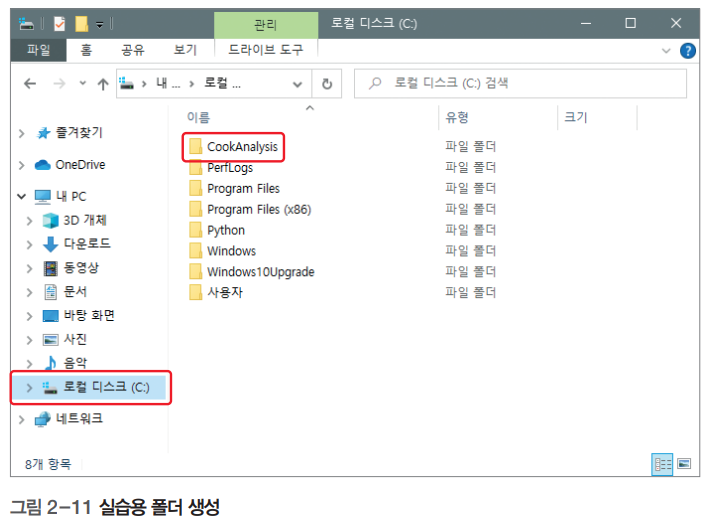 관리 로컬 디스크 (C:)
파일 홈 공유 보기 드라이브 도구
내 ... › 로컬 ... 로컬 디스크 (C:) 검색
이름 유형 크기
즐겨찾기
OneDrive
내 PC
3D 개체
다운로드
동영상
문서
바탕 화면
사진
음악
로컬 디스크 (C:)
네트워크
CookAnalysis 파일 폴더
PerfLogs 파일 폴더
Program Files 파일 폴더
Program Files (x86) 파일 폴더
Python 파일 폴더
Windows 파일 폴더
Windows10Upgrade 파일 폴더
사용자 파일 폴더
8개 항목
그림 2-11 실습용 폴더 생성